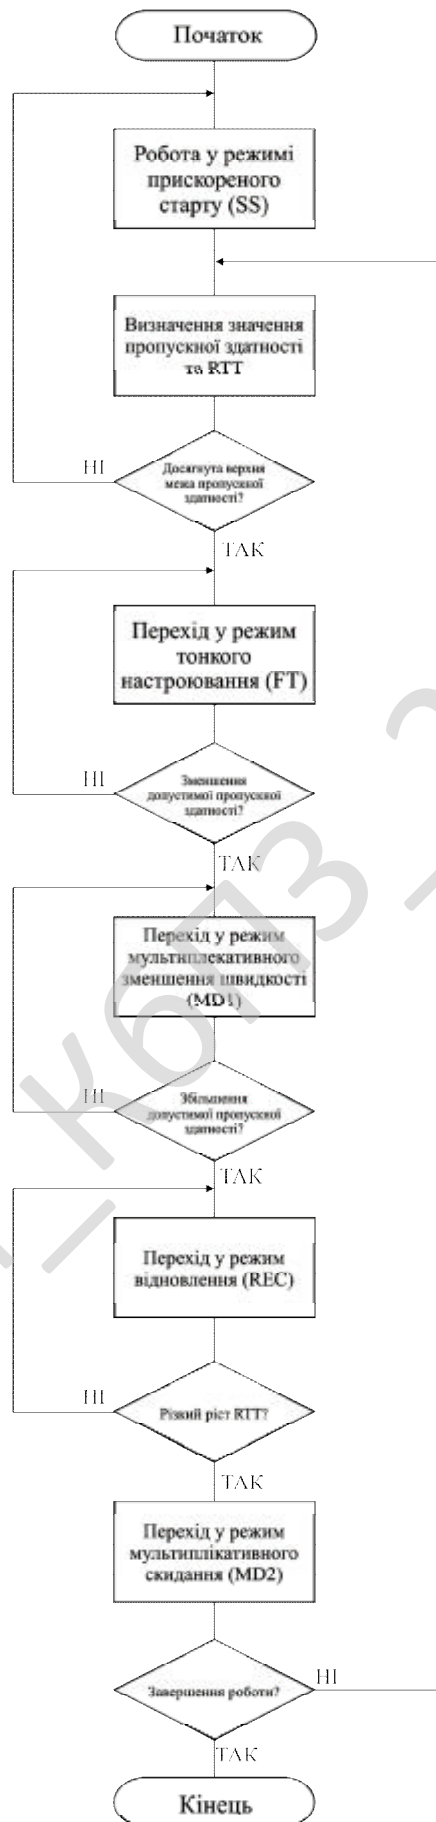 Початок
Робота у режимі
прискореного
старту (SS)
Визначення значення
пропускної здатності
та RTT
Досягнута верхня
межа пропускної
здатності?
НІ
ТАК
Перехід у режим
тонкого
настроювання (FT)
Зменшення
допустимої пропускної
здатності?
НІ
ТАК
Перехід у режим
мультиплекативного
зменшення швидкості
(MD1)
Збільшення
допустимої пропускної
здатності?
НІ
ТАК
Перехід у режим
відновлення (REC)
Різкий ріст RTT?
НІ
ТАК
Перехід у режим
мультиплікативного
скидання (MD2)
Завершення роботи?
НІ
ТАК
Кінець